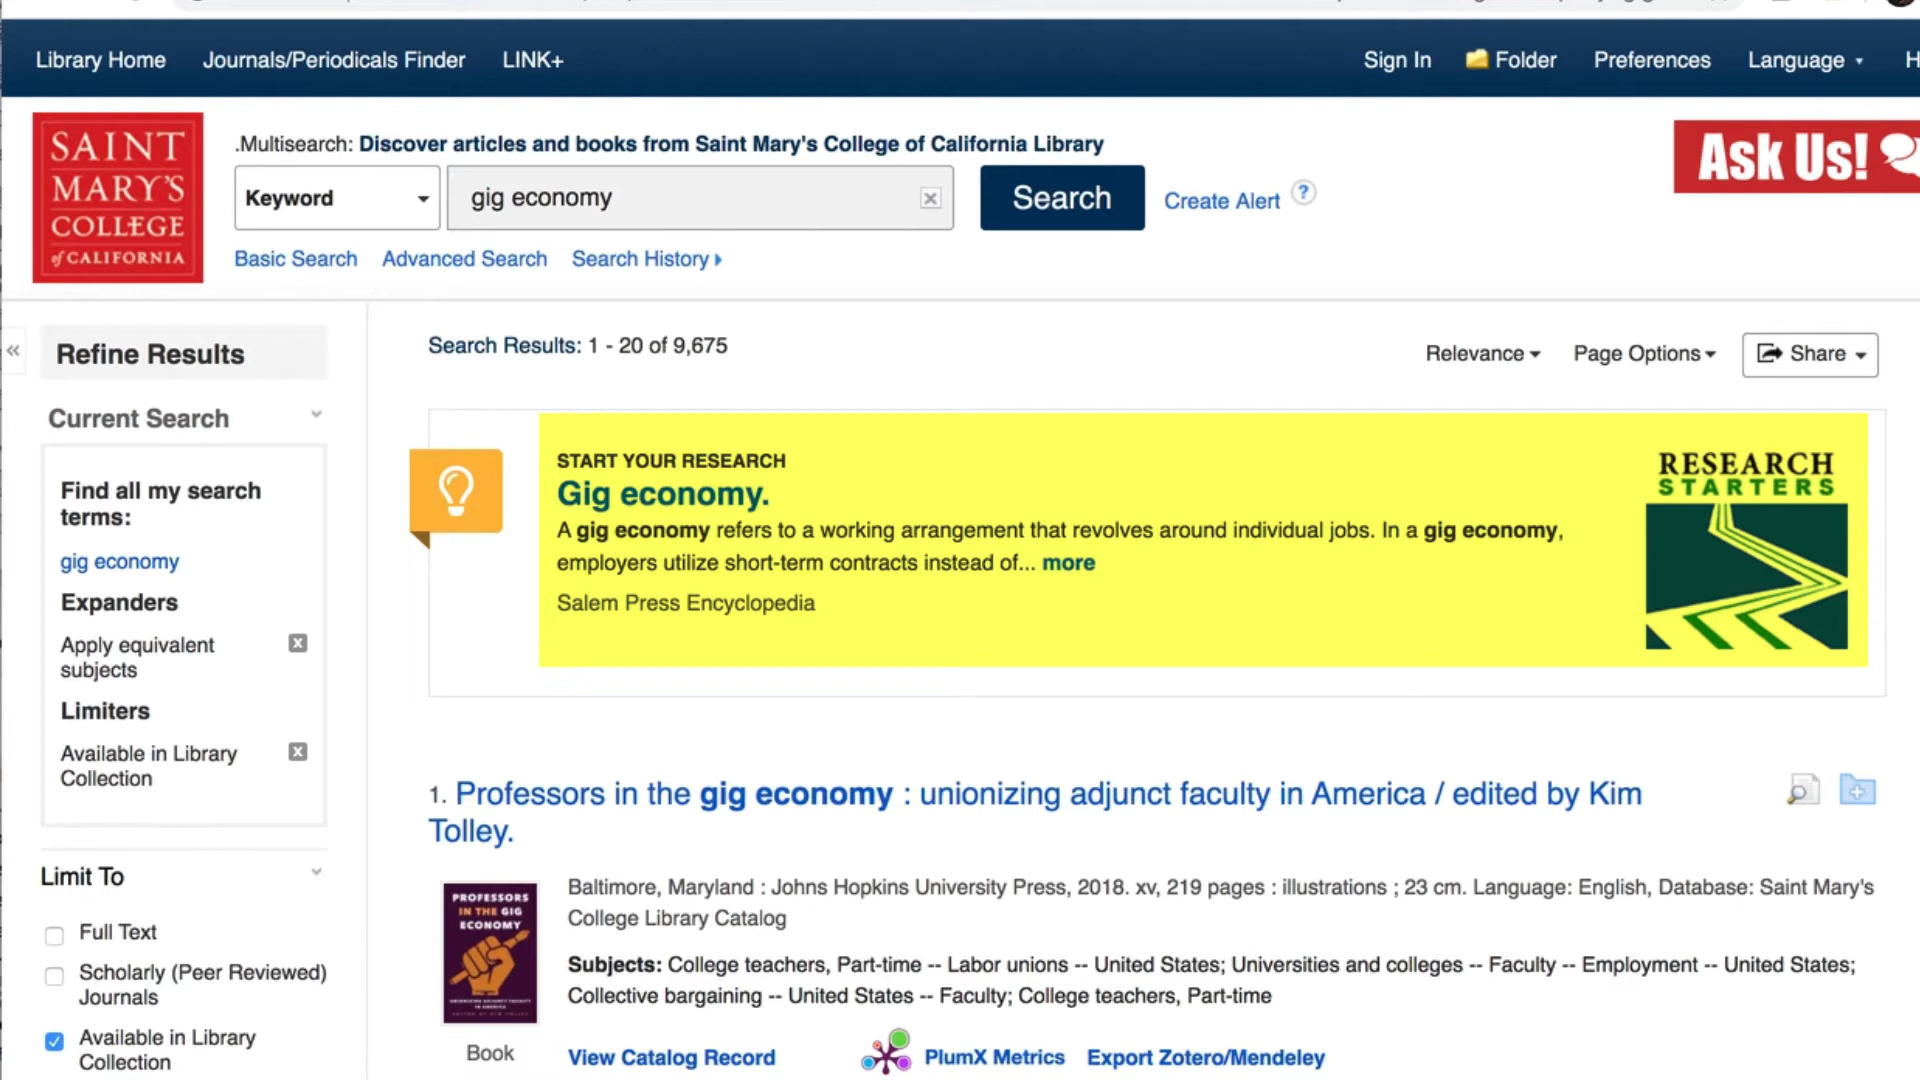 Library Home Journals/Periodicals Finder LINK+ Sign In Folder Preferences Language
SAINT
MARY'S
COLLEGE
of CALIFORNIA
.Multisearch: Discover articles and books from Saint Mary's College of California Library
Keyword gig economy Search Create Alert ?
Basic Search Advanced Search Search History
Ask Us!
Refine Results
Current Search
Find all my search
terms:
gig economy
Expanders
Apply equivalent
subjects
Limiters
Available in Library
Collection
Limit To
Full Text
Scholarly (Peer Reviewed)
Journals
Available in Library
Collection
Search Results: 1 - 20 of 9,675
Relevance Page Options Share
START YOUR RESEARCH
Gig economy.
A gig economy refers to a working arrangement that revolves around individual jobs. In a gig economy,
employers utilize short-term contracts instead of... more
Salem Press Encyclopedia
RESEARCH
STARTERS
1. Professors in the gig economy : unionizing adjunct faculty in America / edited by Kim
Tolley.
PROFESSORS
IN THE GIG
ECONOMY
Book
Baltimore, Maryland : Johns Hopkins University Press, 2018. xv, 219 pages : illustrations ; 23 cm. Language: English, Database: Saint Mary's
College Library Catalog
Subjects: College teachers, Part-time -- Labor unions -- United States; Universities and colleges -- Faculty -- Employment -- United States;
Collective bargaining -- United States -- Faculty; College teachers, Part-time
View Catalog Record PlumX Metrics Export Zotero/Mendeley